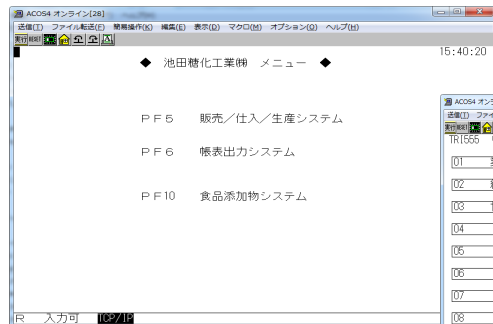 ACOS4 オンライン[2B]
送信(T) ファイル転送(E) 簡易操作(K) 編集(E) 表示(D) マクロ(M) オプション(O) ヘルプ(H)
実行
15:40:20
◆ 池田糖化工業㈱ メニュー ◆
PF5 販売/仕入/生産システム
PF6 帳表出力システム
PF10 食品添加物システム
R 入力可 TCP/IP
ACOS4 オン
送信(T) ファイ
実行
TRI555
01
02
03
04
05
06
07
08